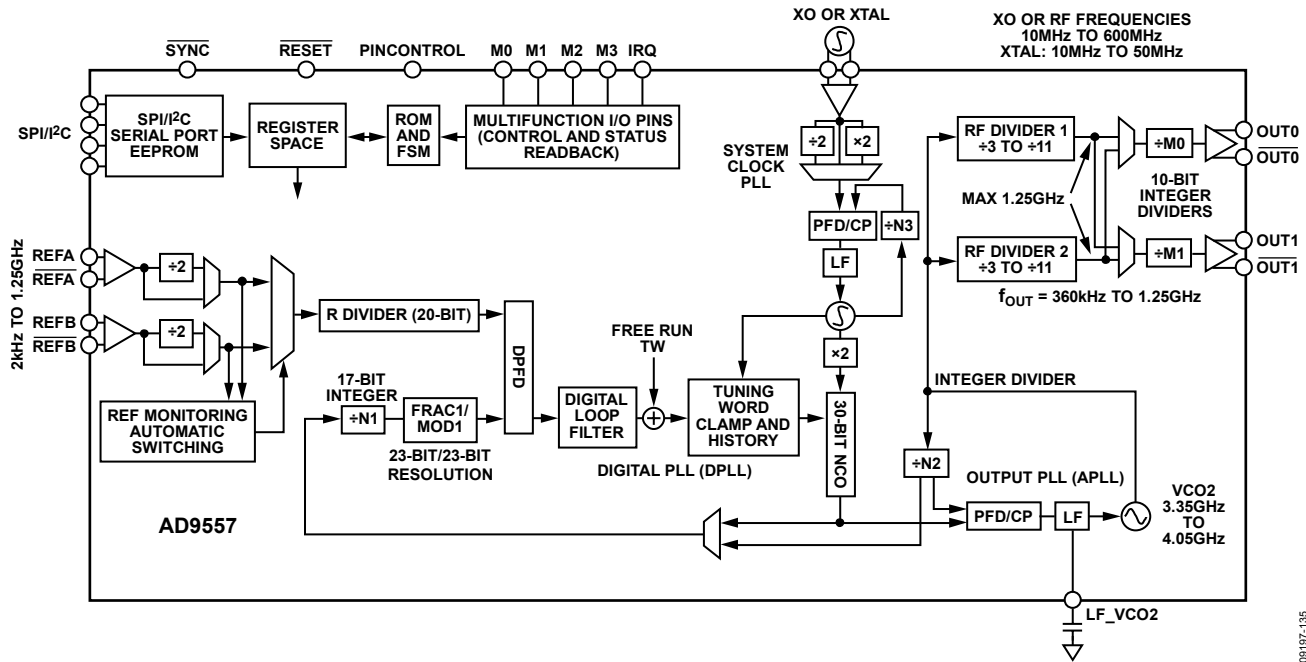 XO OR XTAL
XO OR RF FREQUENCIES
10MHz TO 600MHz
XTAL: 10MHz TO 50MHz
SYNC
RESET
PINCONTROL
M0
M1
M2
M3
IRQ
SPI/I2C
SPI/I2C
SERIAL PORT
EEPROM
REGISTER
SPACE
ROM
AND
FSM
MULTIFUNCTION I/O PINS
(CONTROL AND STATUS
READBACK)
÷2
×2
SYSTEM
CLOCK
PLL
PFD/CP
÷N3
LF
×2
RF DIVIDER 1
÷3 TO ÷11
MAX 1.25GHz
RF DIVIDER 2
÷3 TO ÷11
fOUT = 360kHz TO 1.25GHz
÷M0
10-BIT
INTEGER
DIVIDERS
÷M1
OUT0
OUT0
OUT1
OUT1
2kHz TO 1.25GHz
REFA
REFA
REFB
REFB
÷2
÷2
REF MONITORING
AUTOMATIC
SWITCHING
R DIVIDER (20-BIT)
17-BIT
INTEGER
÷N1
FRAC1/
MOD1
23-BIT/23-BIT
RESOLUTION
DPFD
DIGITAL
LOOP
FILTER
FREE RUN
TW
TUNING
WORD
CLAMP AND
HISTORY
DIGITAL PLL (DPLL)
30-BIT NCO
INTEGER DIVIDER
÷N2
OUTPUT PLL (APLL)
PFD/CP
LF
VCO2
3.35GHz
TO
4.05GHz
AD9557
LF_VCO2
09197-135